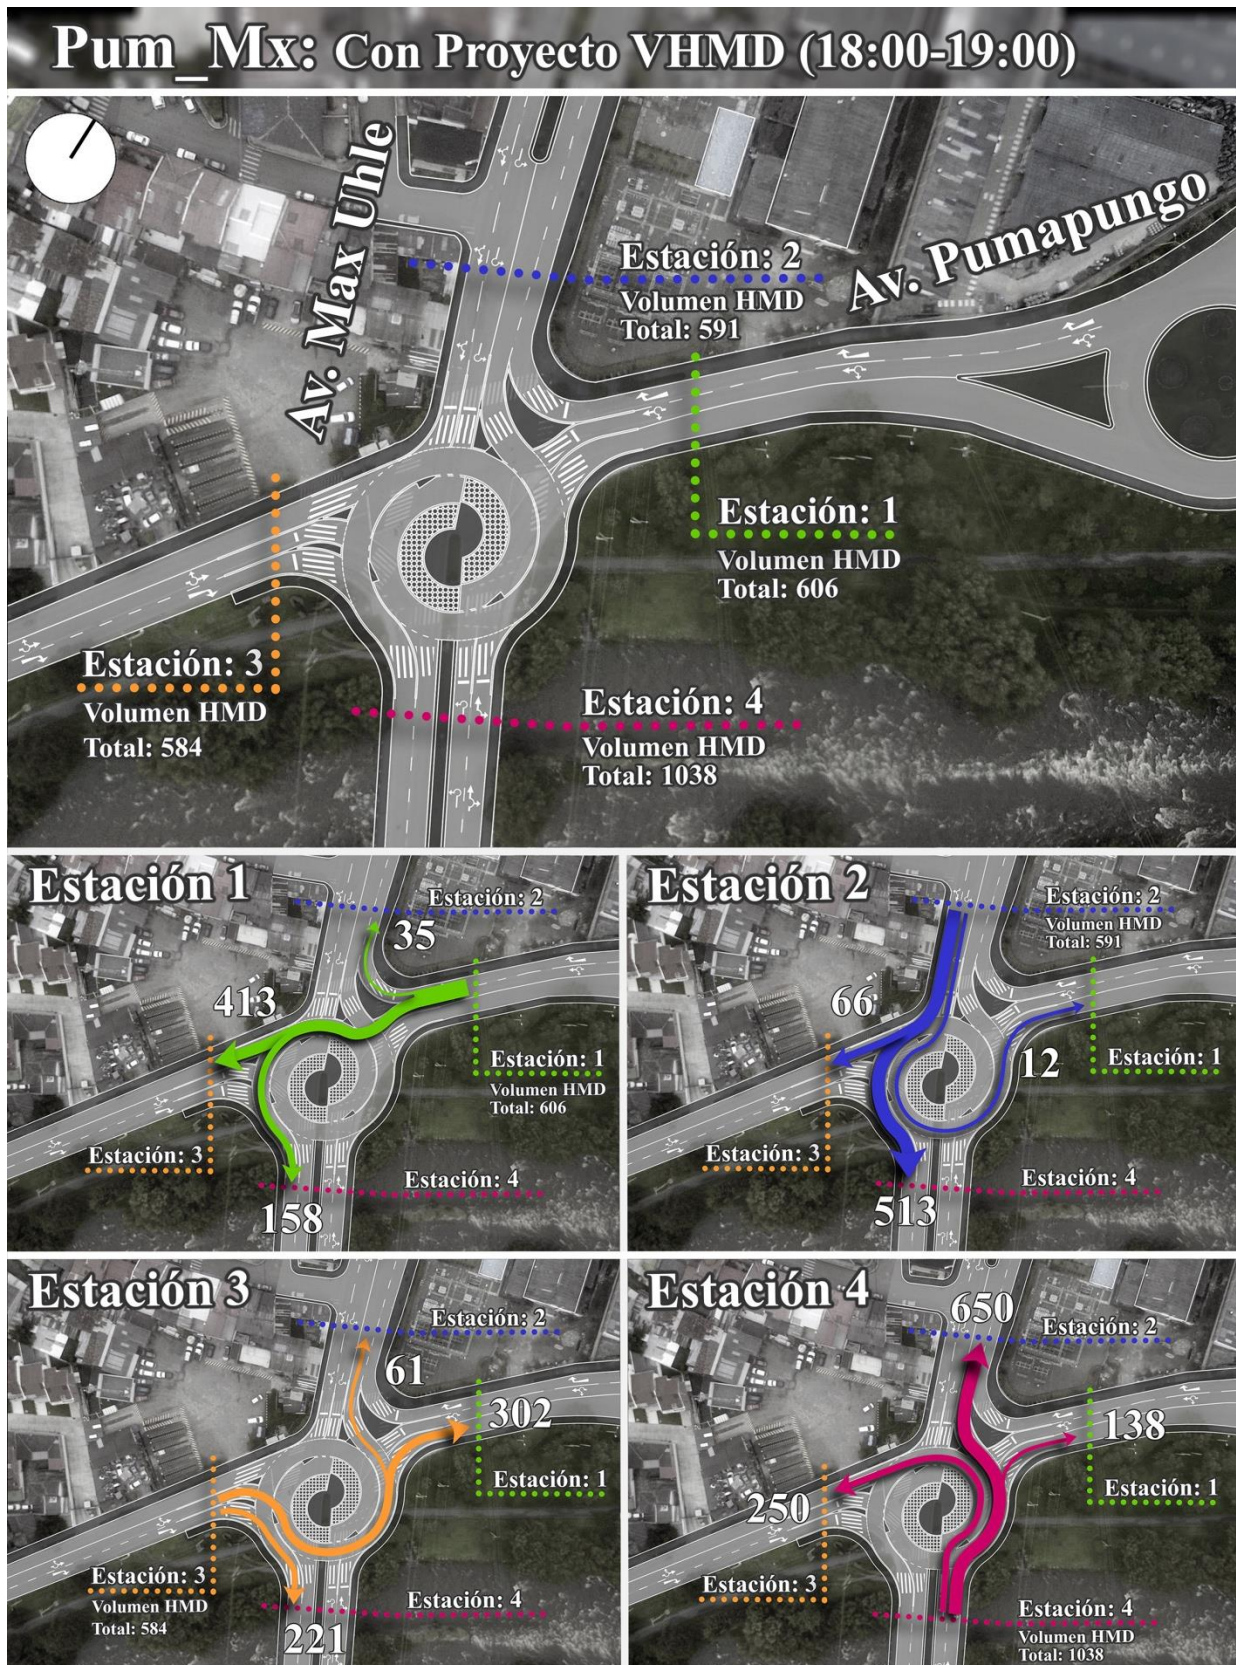 Pum_Mx: Con Proyecto VHMD (18:00-19:00)
Av. Max Uhle
Av. Pumapungo
Estación: 2
Volumen HMD
Total: 591
Estación: 1
Volumen HMD
Total: 606
Estación: 3
Volumen HMD
Total: 584
Estación: 4
Volumen HMD
Total: 1038
Estación 1
Estación: 2
35
413
Estación: 1
Volumen HMD
Total: 606
Estación: 3
Estación: 4
158
Estación 2
Estación: 2
Volumen HMD
Total: 591
66
12
Estación: 1
Estación: 3
Estación: 4
513
Estación 3
Estación: 2
61
302
Estación: 1
Estación: 3
Volumen HMD
Total: 584
Estación: 4
221
Estación 4
650
Estación: 2
138
Estación: 1
250
Estación: 3
Estación: 4
Volumen HMD
Total: 1038